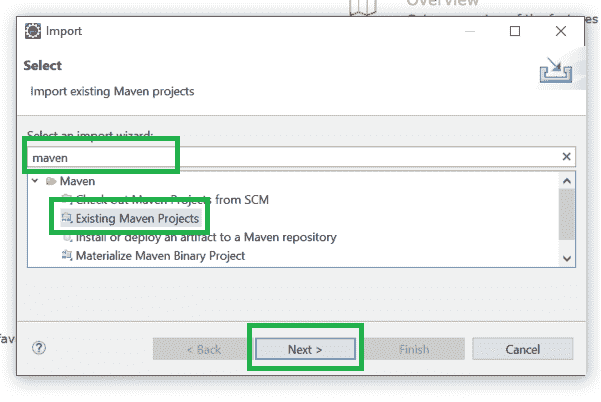 Overview
features
Import
Select
Import existing Maven projects
Select an import wizard:
maven
Maven
Check out Maven Projects from SCM
Existing Maven Projects
Install or deploy an artifact to a Maven repository
Materialize Maven Binary Project
fav
? < Back Next > Finish Cancel